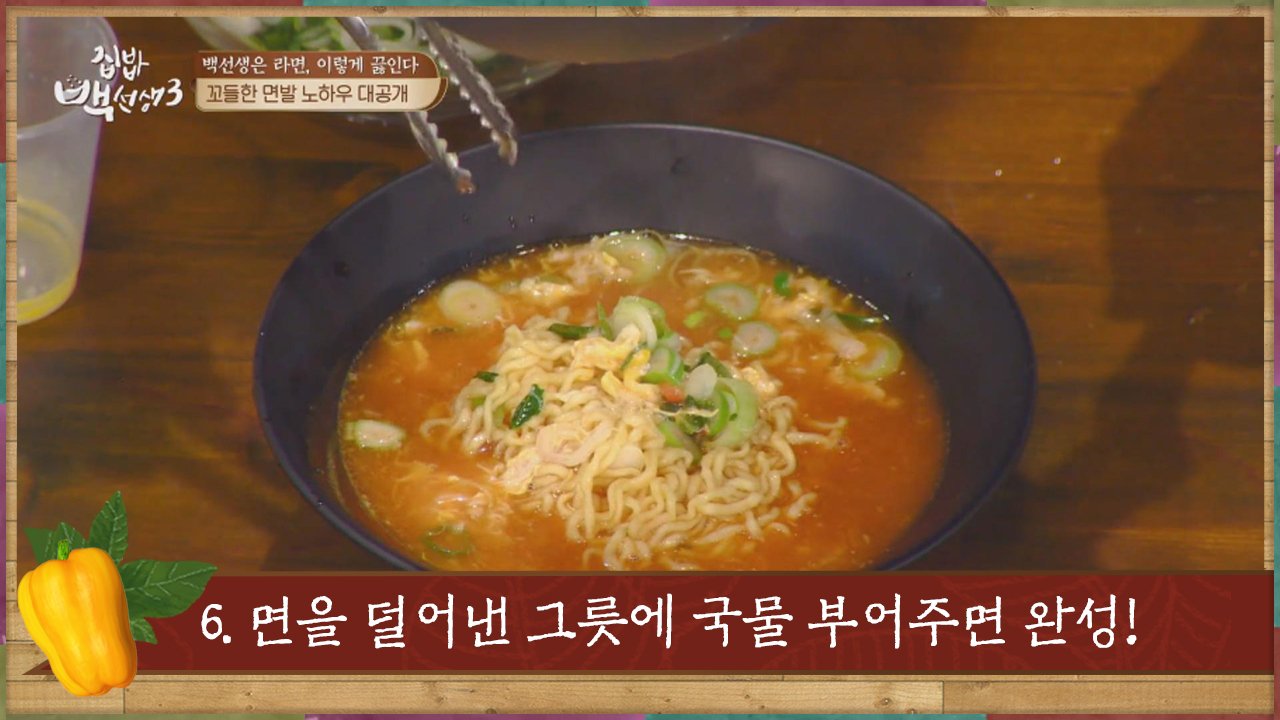 집밥
백선생3
백선생은 라면, 이렇게 끓인다
꼬들한 면발 노하우 대공개
6. 면을 덜어낸 그릇에 국물 부어주면 완성!